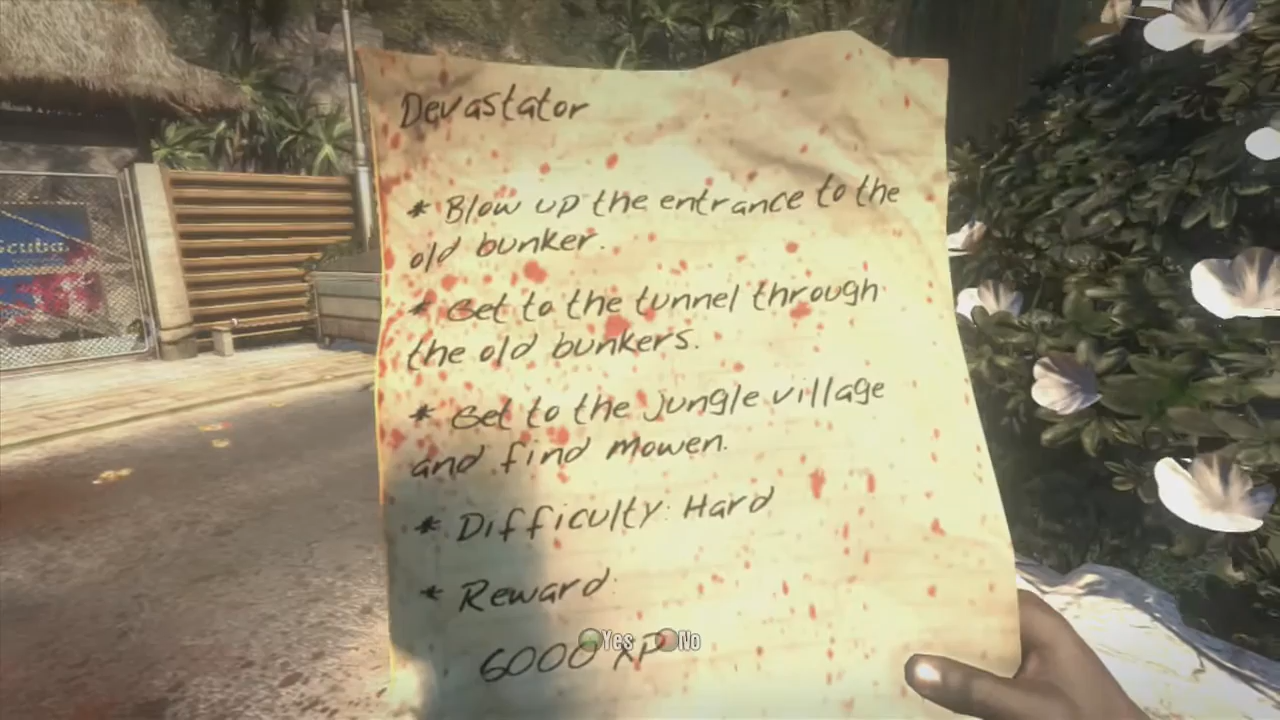 Scuba.
Devastator
* Blow up the entrance to the
old bunker.
* Get to the tunnel through
the old bunkers.
* Get to the jungle village
and find mowen.
* Difficulty: Hard
* Reward:
6000 XP
Yes No